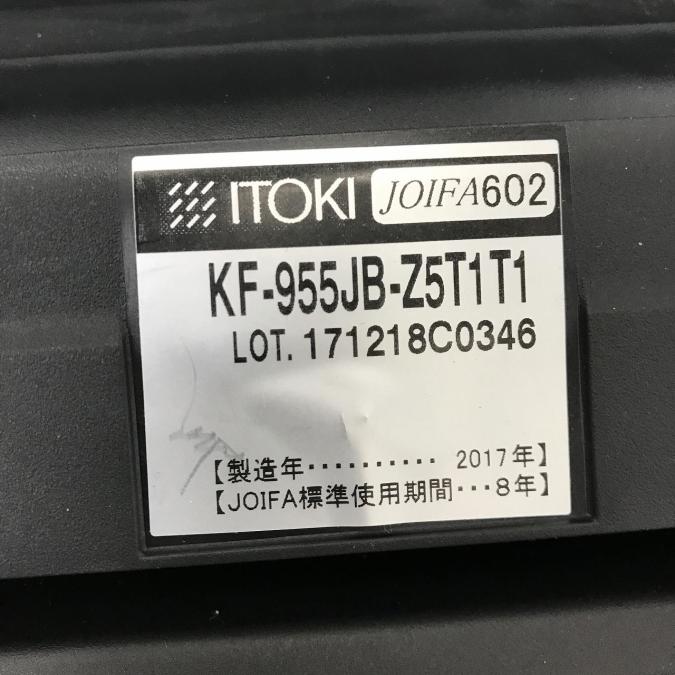 ITOKI JOIFA602
KF-955JB-Z5T1T1
LOT. 171218C0346
【製造年‥‥‥‥‥ 2017年】
【JOIFA標準使用期間･･･8年】